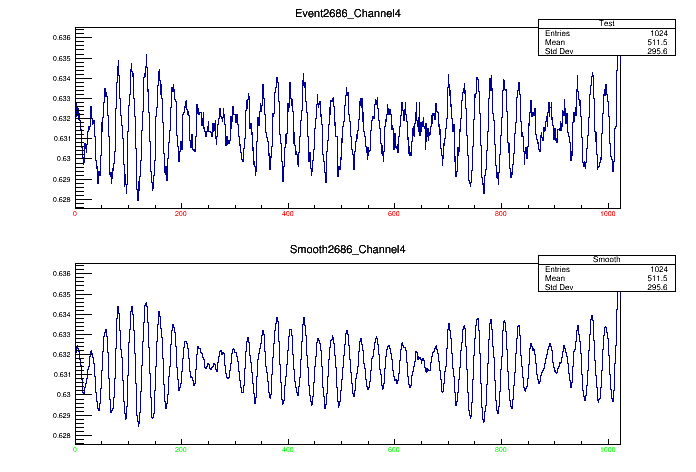 Event2686_Channel4
Test
Entries 1024
Mean 511.5
Std Dev 295.6
0.636
0.635
0.634
0.633
0.632
0.631
0.63
0.629
0.628
0 200 400 600 800 1000
Smooth2686_Channel4
Smooth
Entries 1024
Mean 511.5
Std Dev 295.6
0.636
0.635
0.634
0.633
0.632
0.631
0.63
0.629
0.628
0 200 400 600 800 1000